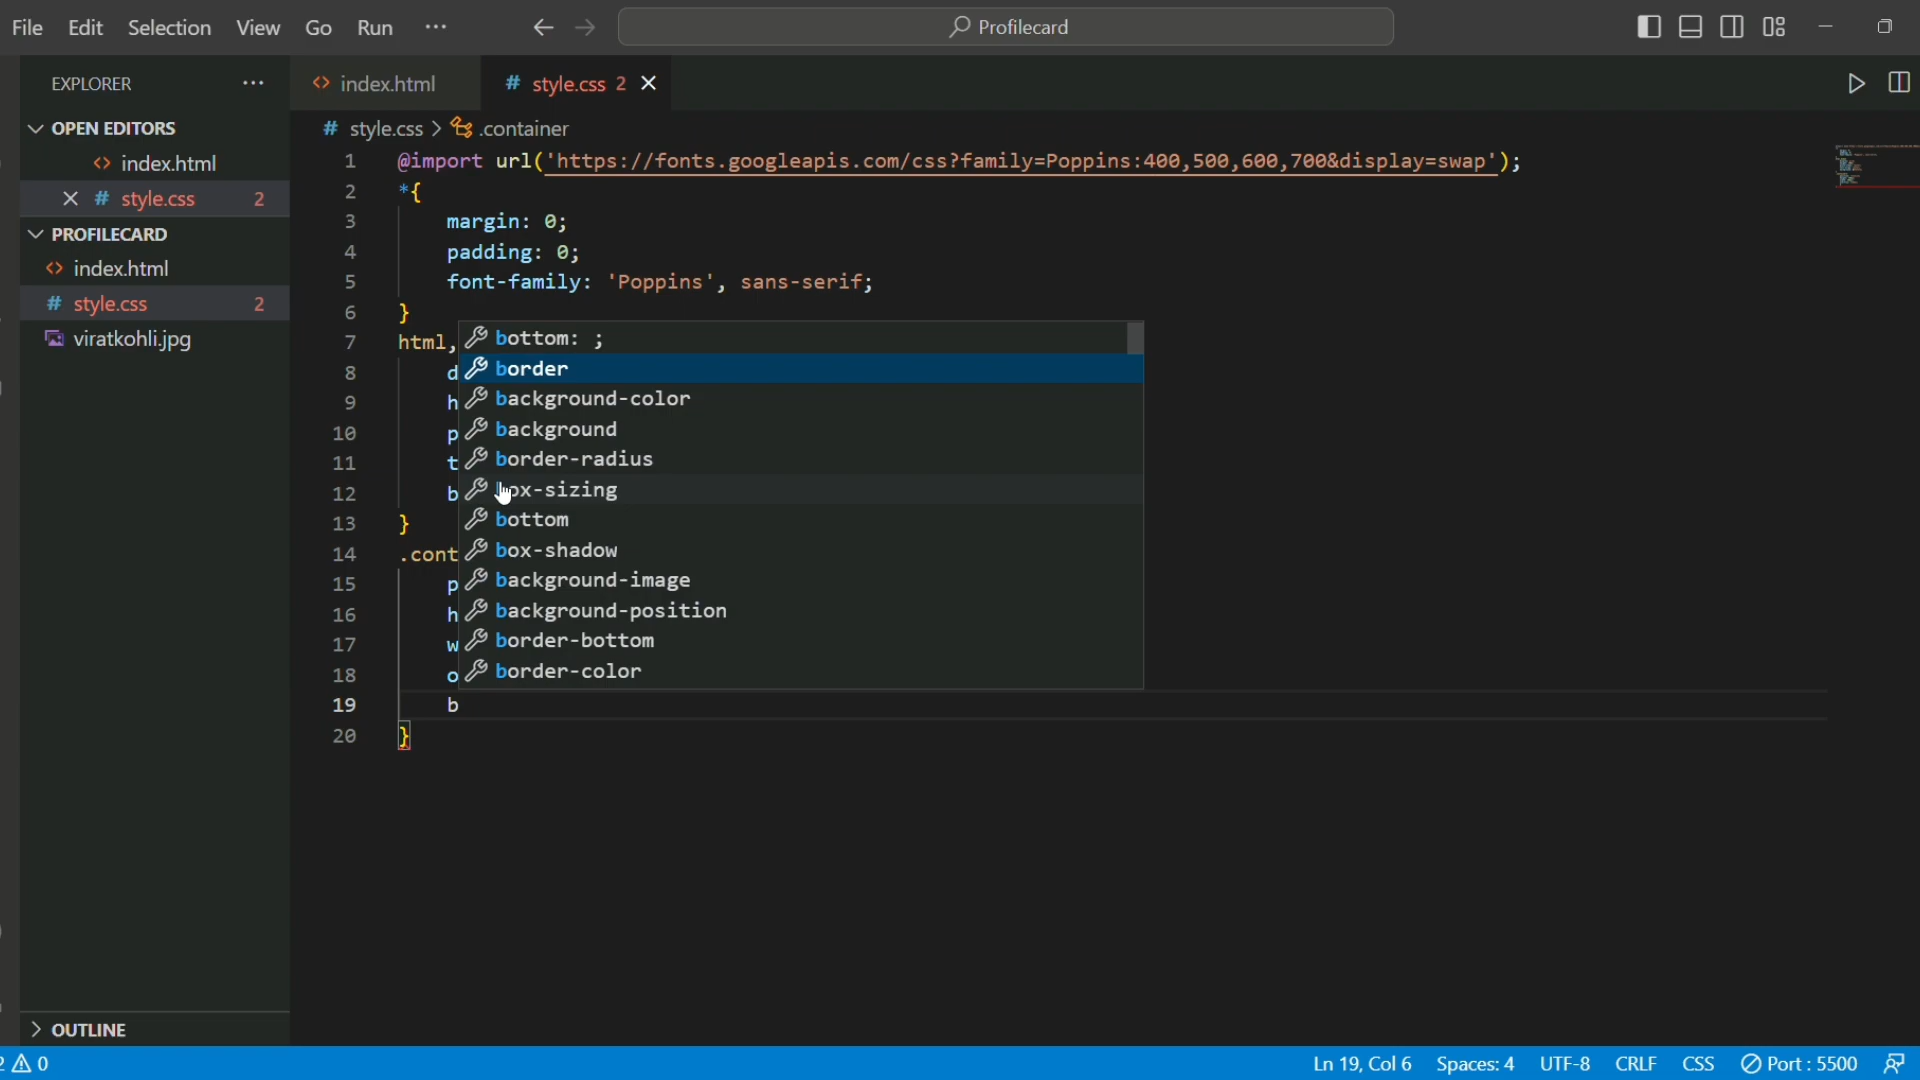 File Edit Selection View Go Run ··· Profilecard
EXPLORER ···
index.html
# style.css 2
OPEN EDITORS
index.html
# style.css 2
PROFILECARD
index.html
# style.css 2
viratkohli.jpg
OUTLINE
# style.css > .container
1 @import url('https://fonts.googleapis.com/css?family=Poppins:400,500,600,700&display=swap');
2 *{
3 margin: 0;
4 padding: 0;
5 font-family: 'Poppins', sans-serif;
6 }
7 html,
8 d
9 h
10 p
11 t
12 b
13 }
14 .cont
15 p
16 h
17 w
18 o
19 b
20 }
bottom: ;
border
background-color
background
border-radius
box-sizing
bottom
box-shadow
background-image
background-position
border-bottom
border-color
2 0 Ln 19, Col 6 Spaces: 4 UTF-8 CRLF CSS Port : 5500